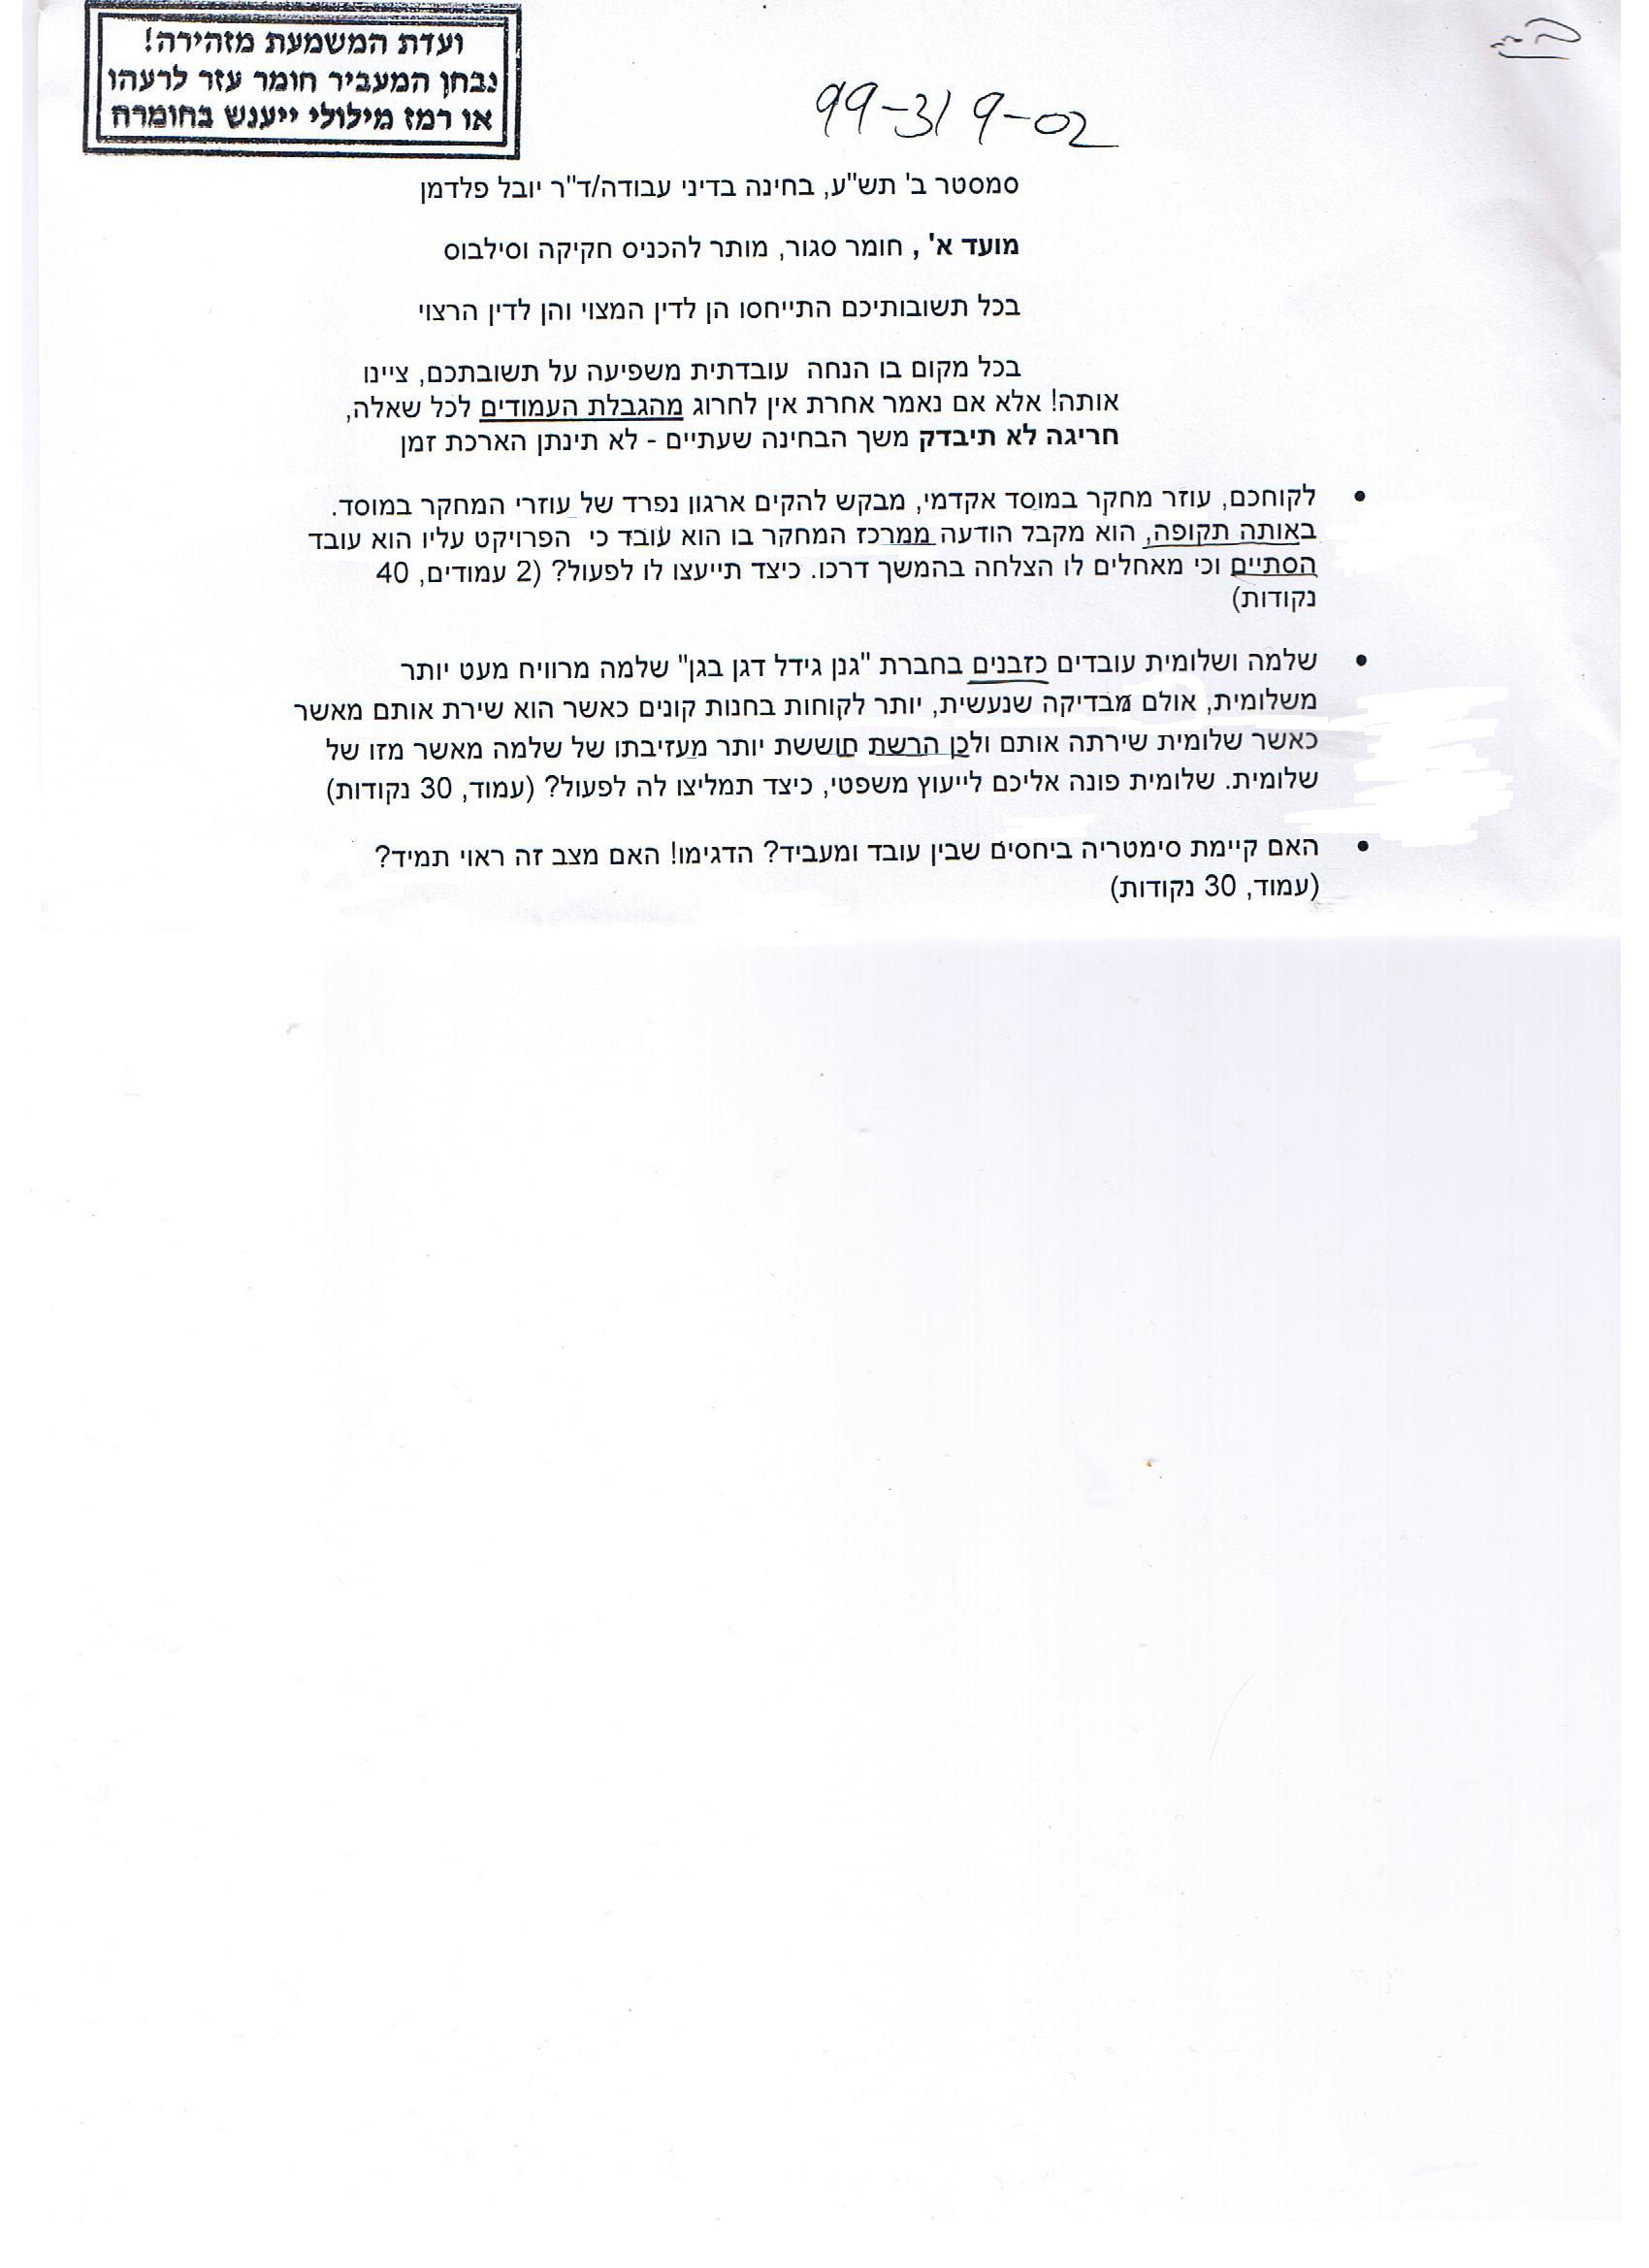 ועדת המשמעת מזהירה!
נבחן המעביר חומר עזר לרעהו
או רמז מילולי ייענש בחומרה
99-319-02
סמסטר ב' תש"ע, בחינה בדיני עבודה/ד"ר יובל פלדמן
מועד א' , חומר סגור, מותר להכניס חקיקה וסילבוס
בכל תשובותיכם התייחסו הן לדין המצוי והן לדין הרצוי
בכל מקום בו הנחה עובדתית משפיעה על תשובתכם, ציינו
אותה! אלא אם נאמר אחרת אין לחרוג מהגבלת העמודים לכל שאלה,
חריגה לא תיבדק משך הבחינה שעתיים - לא תינתן הארכת זמן
• לקוחכם, עוזר מחקר במוסד אקדמי, מבקש להקים ארגון נפרד של עוזרי המחקר במוסד.
באותה תקופה, הוא מקבל הודעה ממרכז המחקר בו הוא עובד כי הפרויקט עליו הוא עובד
הסתיים וכי מאחלים לו הצלחה בהמשך דרכו. כיצד תייעצו לו לפעול? (2 עמודים, 40
נקודות)
• שלמה ושלומית עובדים כזבנים בחברת "גנן גידל דגן בגן" שלמה מרוויח מעט יותר
משלומית, אולם מבדיקה שנעשית, יותר לקוחות בחנות קונים כאשר הוא שירת אותם מאשר
כאשר שלומית שירתה אותם ולכן הרשת חוששת יותר מעזיבתו של שלמה מאשר מזו של
שלומית. שלומית פונה אליכם לייעוץ משפטי, כיצד תמליצו לה לפעול? (עמוד, 30 נקודות)
• האם קיימת סימטריה ביחסים שבין עובד ומעביד? הדגימו! האם מצב זה ראוי תמיד?
(עמוד, 30 נקודות)